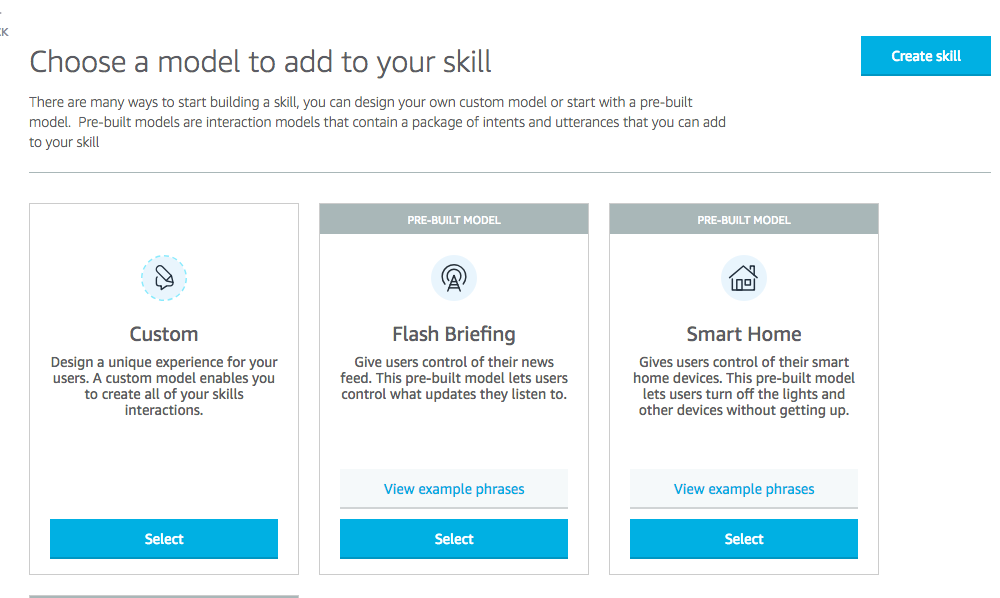 Choose a model to add to your skill
Create skill
There are many ways to start building a skill, you can design your own custom model or start with a pre-built
model.  Pre-built models are interaction models that contain a package of intents and utterances that you can add
to your skill
Custom
Design a unique experience for your
users. A custom model enables you
to create all of your skills
interactions.
Select
PRE-BUILT MODEL
Flash Briefing
Give users control of their news
feed. This pre-built model lets users
control what updates they listen to.
View example phrases
Select
PRE-BUILT MODEL
Smart Home
Gives users control of their smart
home devices. This pre-built model
lets users turn off the lights and
other devices without getting up.
View example phrases
Select